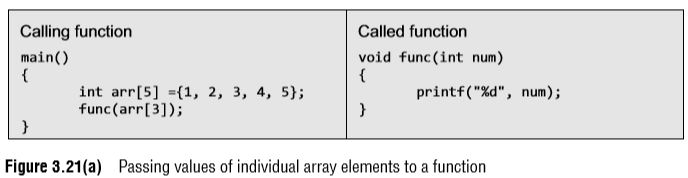 Calling function
main()
{
int arr[5] ={1, 2, 3, 4, 5};
func(arr[3]);
}
Called function
void func(int num)
{
printf("%d", num);
}
Figure 3.21(a) Passing values of individual array elements to a function